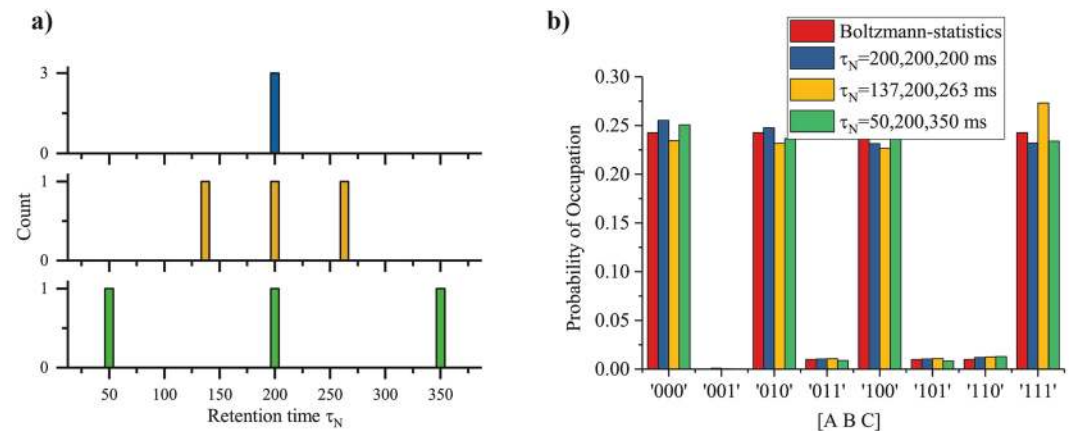 a)
3
0
1
0
1
0
50 100 150 200 250 300 350
Count
Retention time τN
b)
Boltzmann-statistics
τN=200,200,200 ms
τN=137,200,263 ms
τN=50,200,350 ms
0.30
0.25
0.20
0.15
0.10
0.05
0.00
'000' '001' '010' '011' '100' '101' '110' '111'
Probability of Occupation
[A B C]